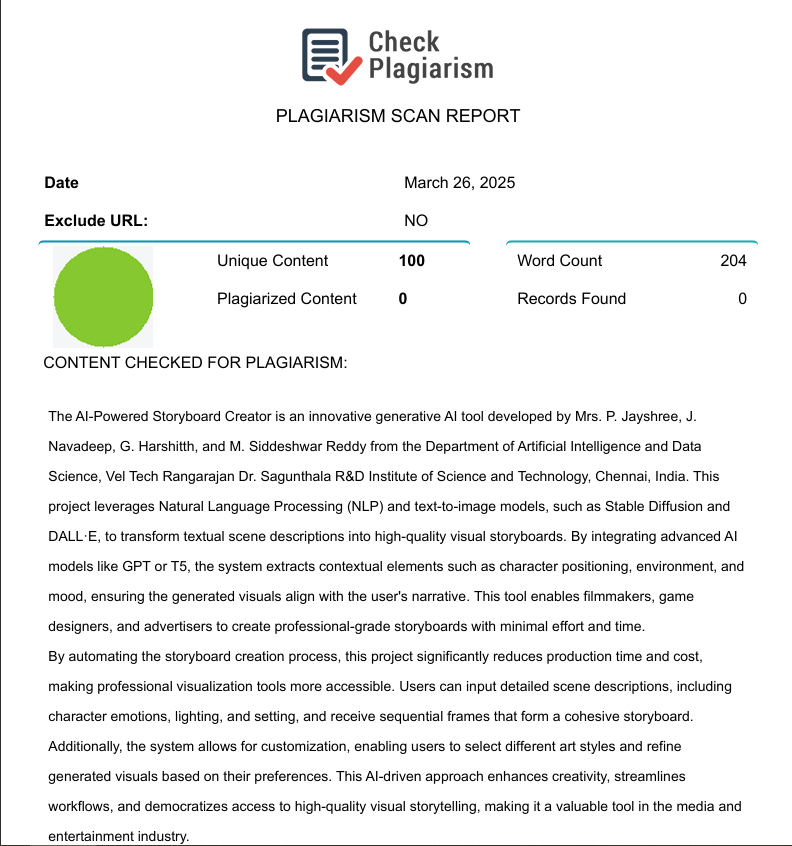 Check
Plagiarism
PLAGIARISM SCAN REPORT
Date March 26, 2025
Exclude URL: NO
Unique Content 100 Word Count 204
Plagiarized Content 0 Records Found 0
CONTENT CHECKED FOR PLAGIARISM:
The AI-Powered Storyboard Creator is an innovative generative AI tool developed by Mrs. P. Jayshree, J.
Navadeep, G. Harshitth, and M. Siddeshwar Reddy from the Department of Artificial Intelligence and Data
Science, Vel Tech Rangarajan Dr. Sagunthala R&D Institute of Science and Technology, Chennai, India. This
project leverages Natural Language Processing (NLP) and text-to-image models, such as Stable Diffusion and
DALL·E, to transform textual scene descriptions into high-quality visual storyboards. By integrating advanced AI
models like GPT or T5, the system extracts contextual elements such as character positioning, environment, and
mood, ensuring the generated visuals align with the user's narrative. This tool enables filmmakers, game
designers, and advertisers to create professional-grade storyboards with minimal effort and time.
By automating the storyboard creation process, this project significantly reduces production time and cost,
making professional visualization tools more accessible. Users can input detailed scene descriptions, including
character emotions, lighting, and setting, and receive sequential frames that form a cohesive storyboard.
Additionally, the system allows for customization, enabling users to select different art styles and refine
generated visuals based on their preferences. This AI-driven approach enhances creativity, streamlines
workflows, and democratizes access to high-quality visual storytelling, making it a valuable tool in the media and
entertainment industry.